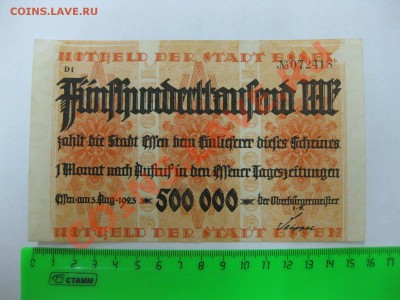 COINS.LAVE.RU
NOTGELD DER STADT ESSEN
D1
№072418*
Fünfhunderttausend Mk
zahlt die Stadt Essen dem Einlieferer dieses Scheines
1 Monat nach Aufruf in den Essener Tageszeitungen
Essen am 3. Aug. 1923
500 000
der Oberbürgermeister
NOTGELD DER STADT ESSEN
0 1 2 3 4 5 6 7 8 9 10 11 12 13 14 15 16 17
СТАММ